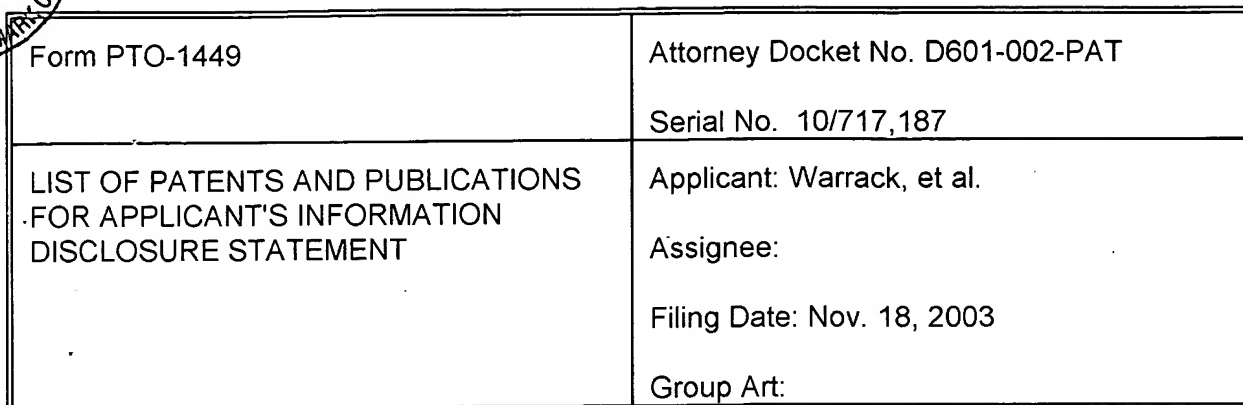 Form PTO-1449
Attorney Docket No. D601-002-PAT
Serial No. 10/717,187
LIST OF PATENTS AND PUBLICATIONS
FOR APPLICANT'S INFORMATION
DISCLOSURE STATEMENT
Applicant: Warrack, et al.
Assignee:
Filing Date: Nov. 18, 2003
Group Art: